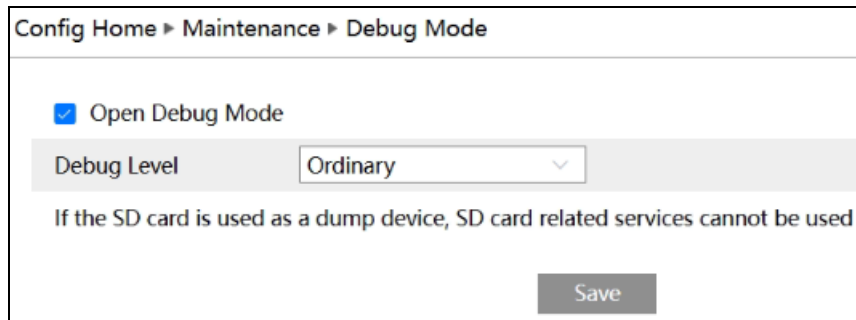 Config Home ▶ Maintenance ▶ Debug Mode
Open Debug Mode
Debug Level Ordinary
If the SD card is used as a dump device, SD card related services cannot be used
Save